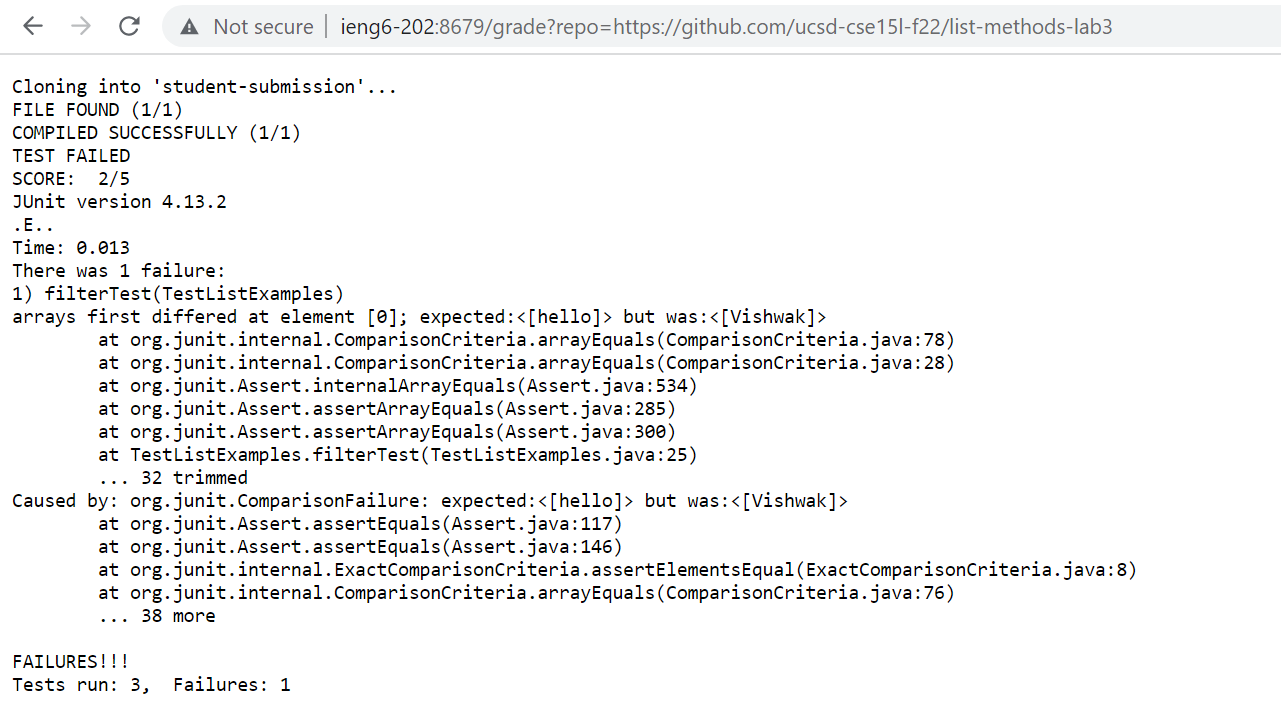 Not secure | ieng6-202:8679/grade?repo=https://github.com/ucsd-cse15l-f22/list-methods-lab3
Cloning into 'student-submission'...
FILE FOUND (1/1)
COMPILED SUCCESSFULLY (1/1)
TEST FAILED
SCORE:  2/5
JUnit version 4.13.2
.E..
Time: 0.013
There was 1 failure:
1) filterTest(TestListExamples)
arrays first differed at element [0]; expected:<[hello]> but was:<[Vishwak]>
        at org.junit.internal.ComparisonCriteria.arrayEquals(ComparisonCriteria.java:78)
        at org.junit.internal.ComparisonCriteria.arrayEquals(ComparisonCriteria.java:28)
        at org.junit.Assert.internalArrayEquals(Assert.java:534)
        at org.junit.Assert.assertArrayEquals(Assert.java:285)
        at org.junit.Assert.assertArrayEquals(Assert.java:300)
        at TestListExamples.filterTest(TestListExamples.java:25)
        ... 32 trimmed
Caused by: org.junit.ComparisonFailure: expected:<[hello]> but was:<[Vishwak]>
        at org.junit.Assert.assertEquals(Assert.java:117)
        at org.junit.Assert.assertEquals(Assert.java:146)
        at org.junit.internal.ExactComparisonCriteria.assertElementsEqual(ExactComparisonCriteria.java:8)
        at org.junit.internal.ComparisonCriteria.arrayEquals(ComparisonCriteria.java:76)
        ... 38 more

FAILURES!!!
Tests run: 3,  Failures: 1